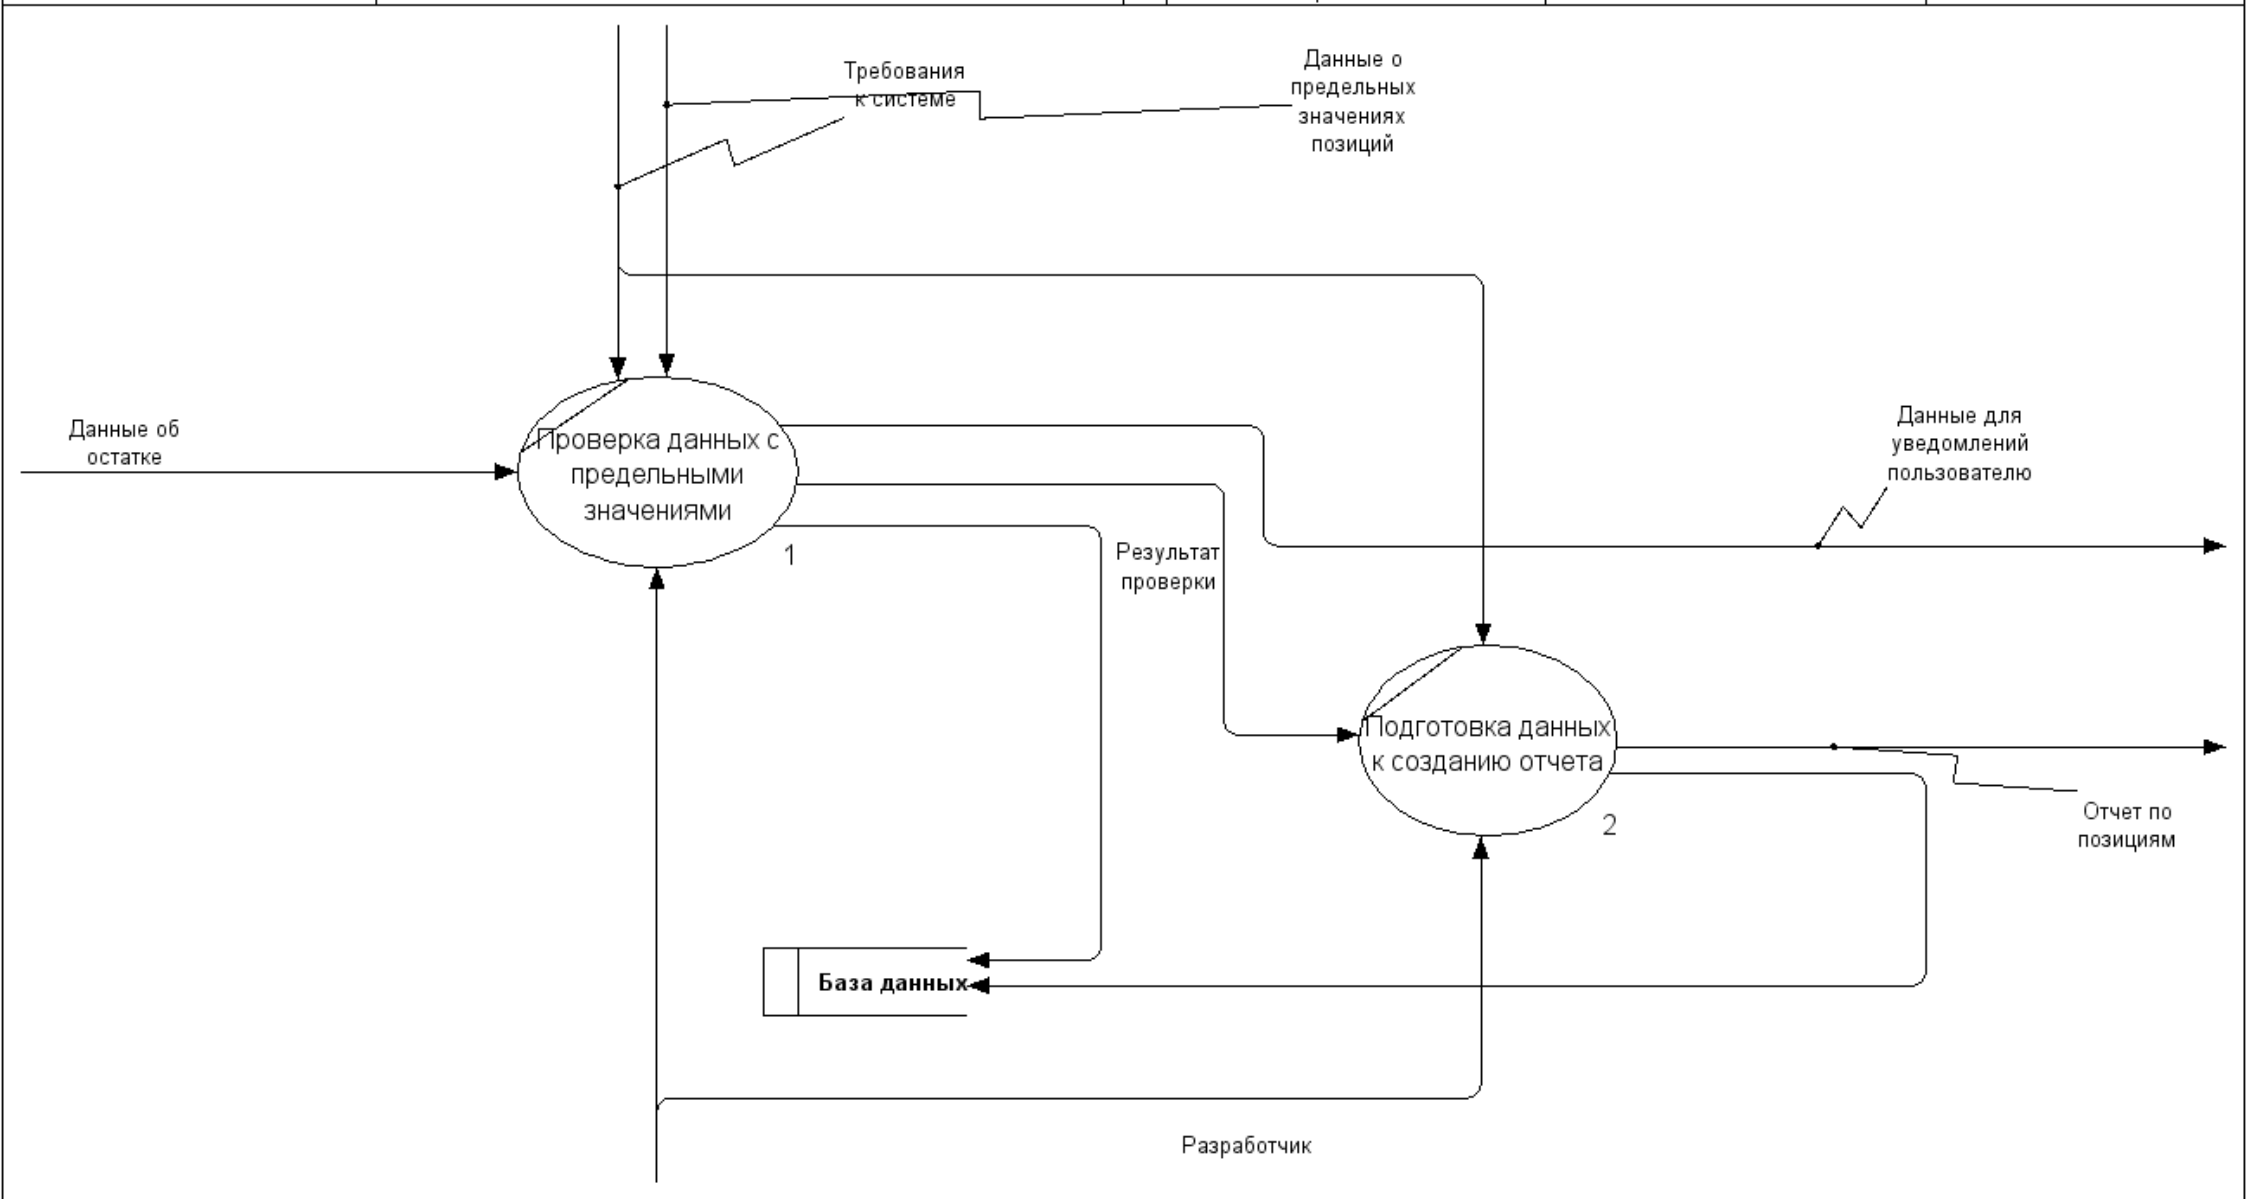 Требования
к системе
Данные о
предельных
значениях
позиций
Данные об
остатке
Проверка данных с
предельными
значениями
1
Данные для
уведомлений
пользователю
Результат
проверки
Подготовка данных
к созданию отчета
2
Отчет по
позициям
База данных
Разработчик